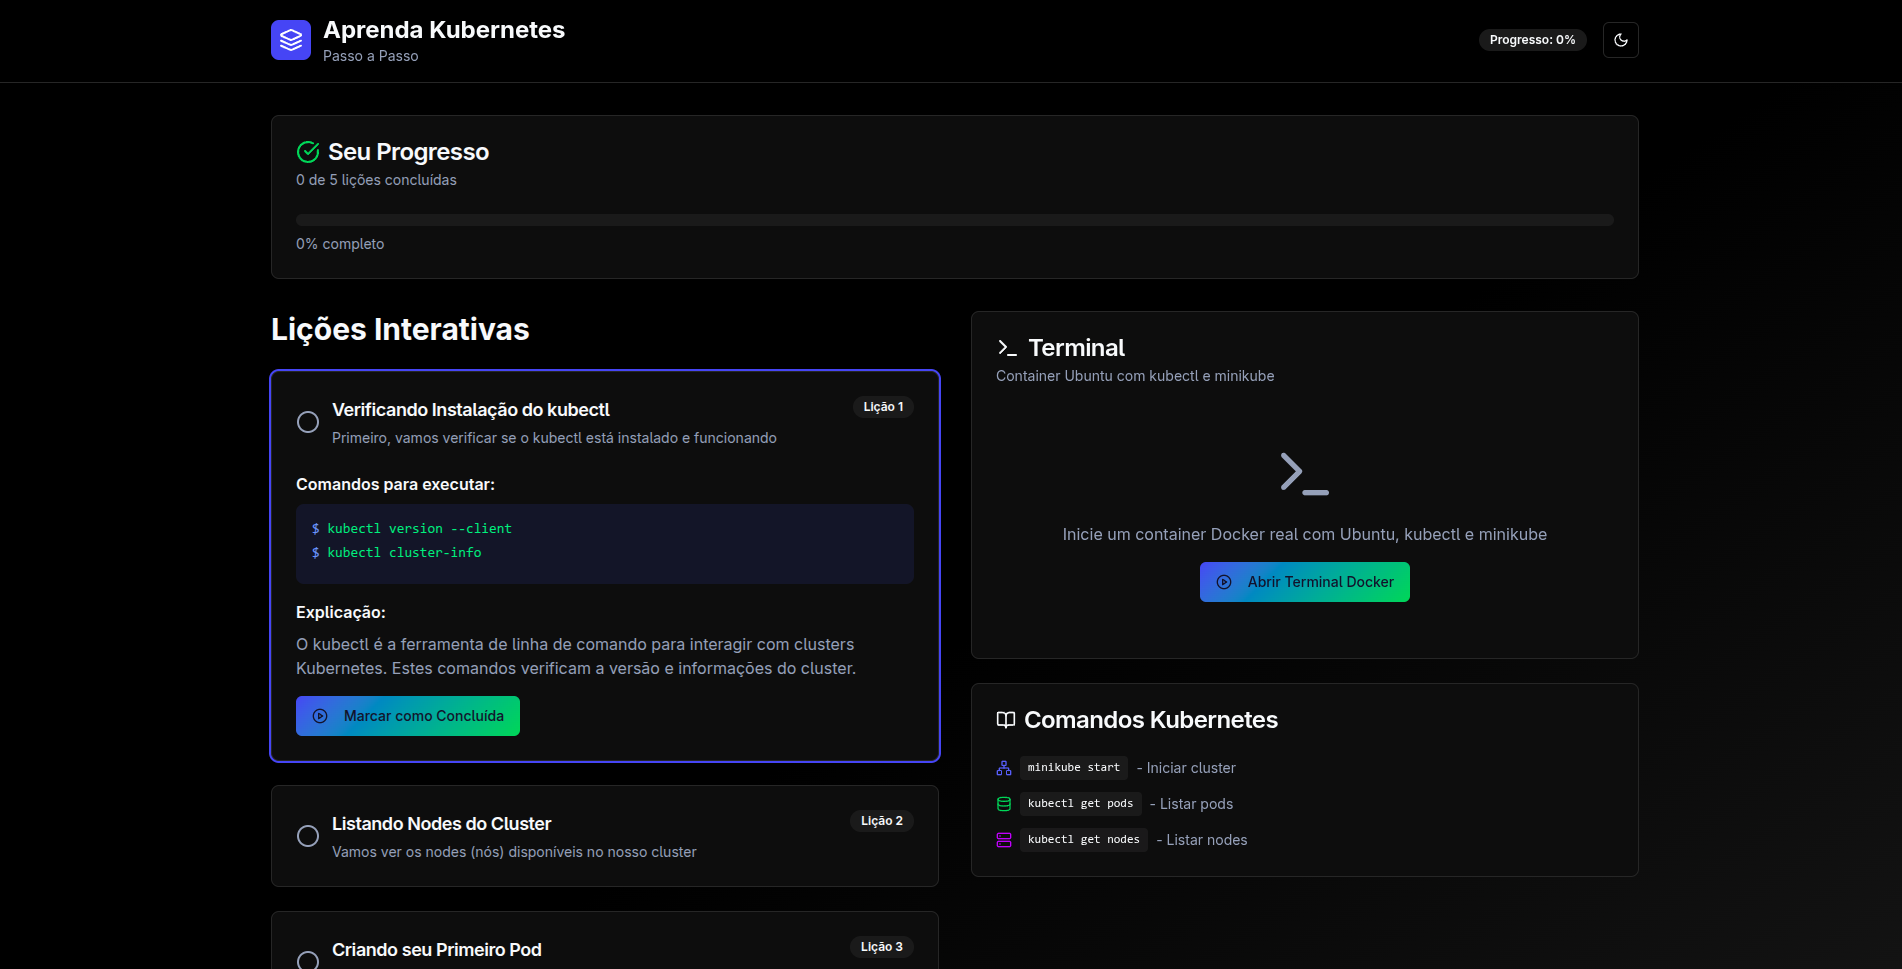 Aprenda Kubernetes
Passo a Passo
Progresso: 0%
Seu Progresso
0 de 5 lições concluídas
0% completo
Lições Interativas
Verificando Instalação do kubectl
Lição 1
Primeiro, vamos verificar se o kubectl está instalado e funcionando
Comandos para executar:
$ kubectl version --client
$ kubectl cluster-info
Explicação:
O kubectl é a ferramenta de linha de comando para interagir com clusters
Kubernetes. Estes comandos verificam a versão e informações do cluster.
Marcar como Concluída
Listando Nodes do Cluster
Lição 2
Vamos ver os nodes (nós) disponíveis no nosso cluster
Criando seu Primeiro Pod
Lição 3
Terminal
Container Ubuntu com kubectl e minikube
Inicie um container Docker real com Ubuntu, kubectl e minikube
Abrir Terminal Docker
Comandos Kubernetes
minikube start - Iniciar cluster
kubectl get pods - Listar pods
kubectl get nodes - Listar nodes